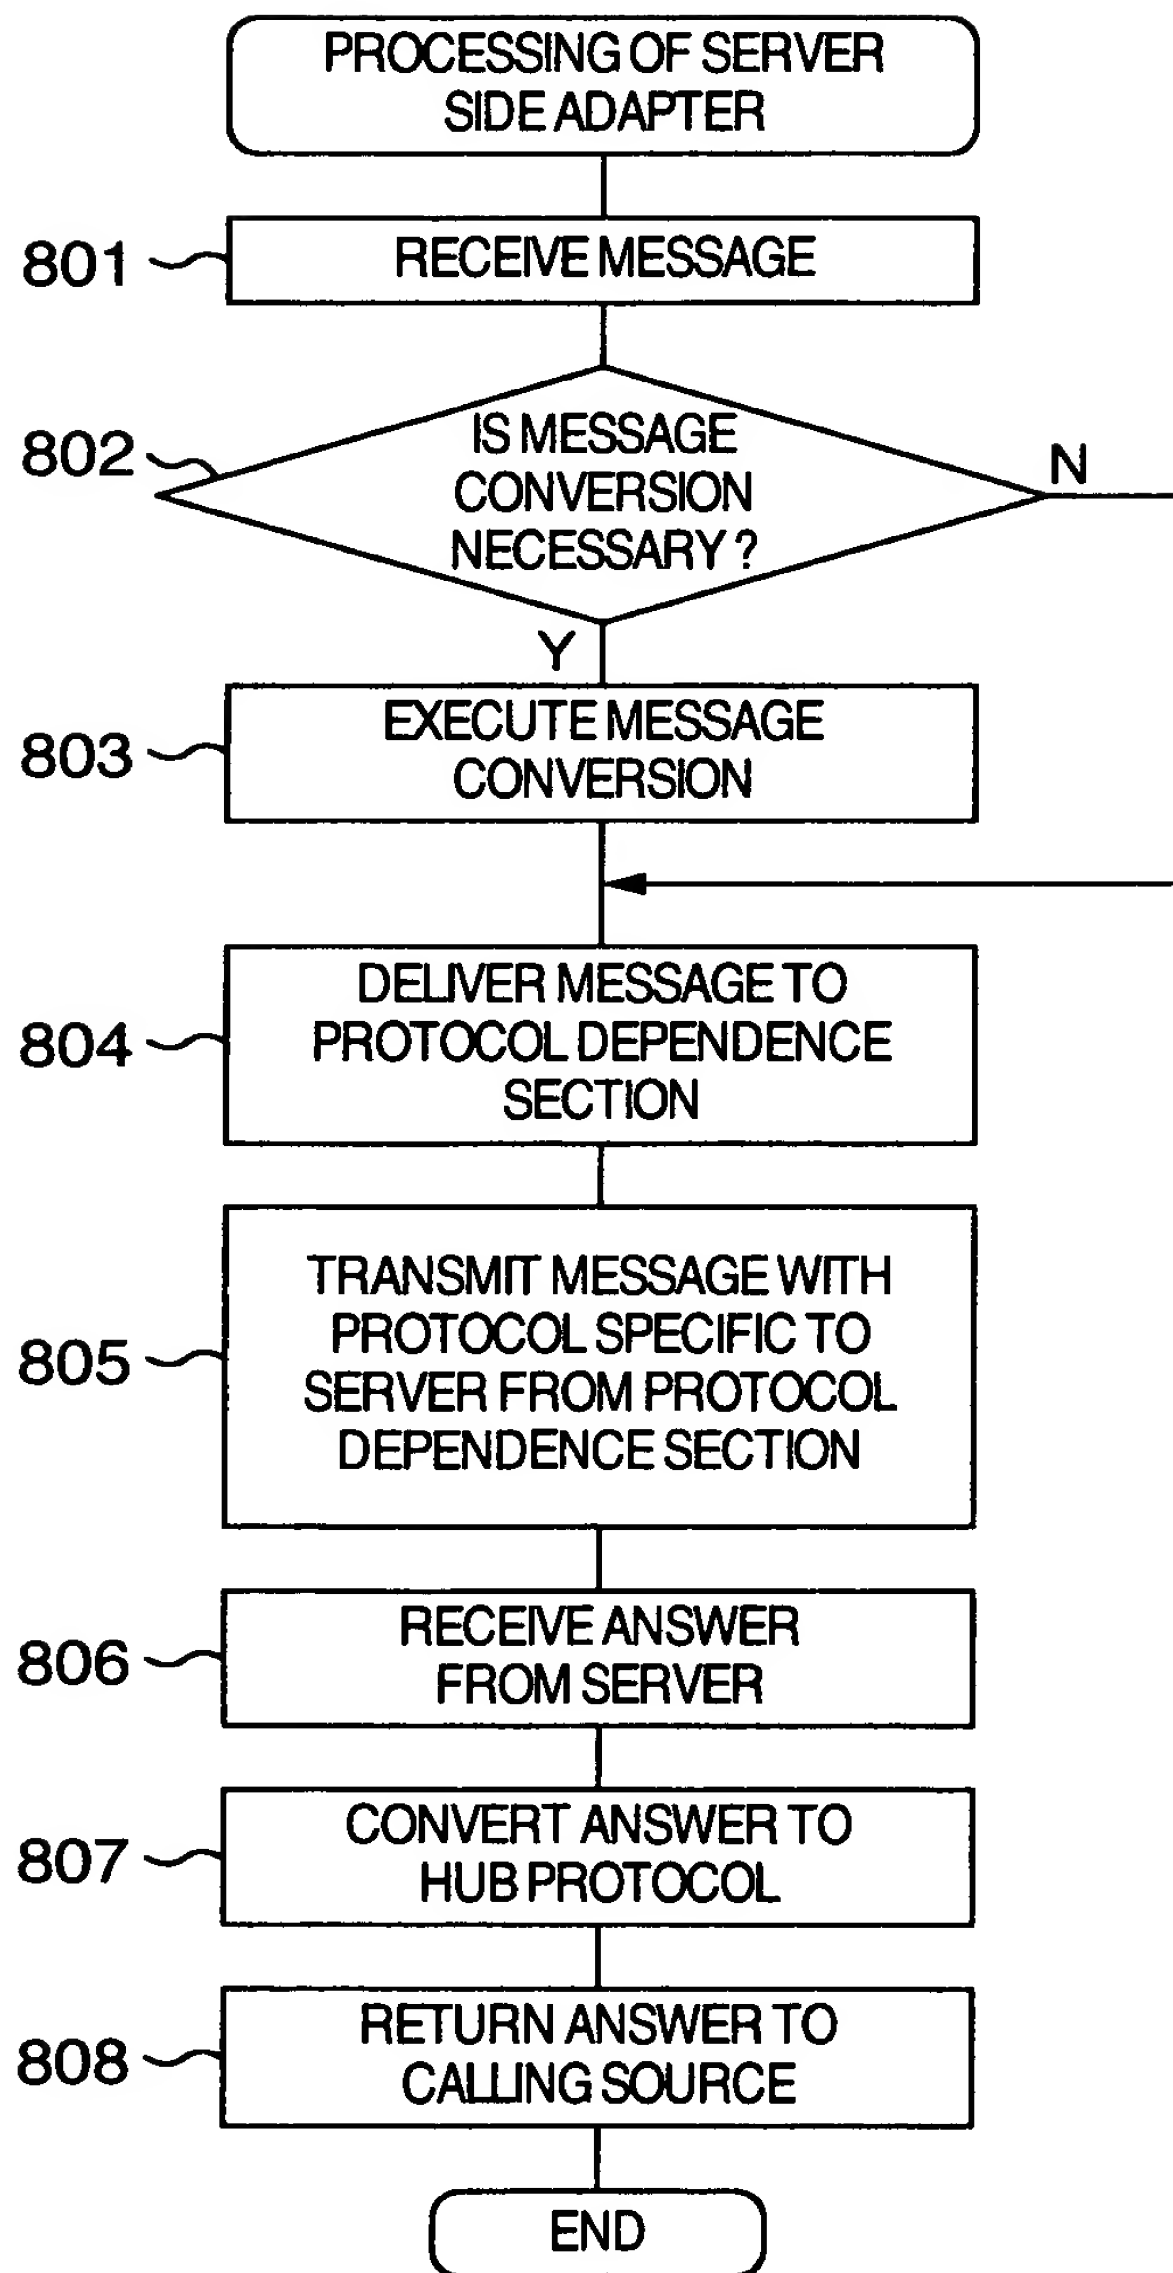 PROCESSING OF SERVER
SIDE ADAPTER
801
RECEIVE MESSAGE
802
IS MESSAGE
CONVERSION
NECESSARY ?
N
Y
803
EXECUTE MESSAGE
CONVERSION
804
DELIVER MESSAGE TO
PROTOCOL DEPENDENCE
SECTION
805
TRANSMIT MESSAGE WITH
PROTOCOL SPECIFIC TO
SERVER FROM PROTOCOL
DEPENDENCE SECTION
806
RECEIVE ANSWER
FROM SERVER
807
CONVERT ANSWER TO
HUB PROTOCOL
808
RETURN ANSWER TO
CALLING SOURCE
END